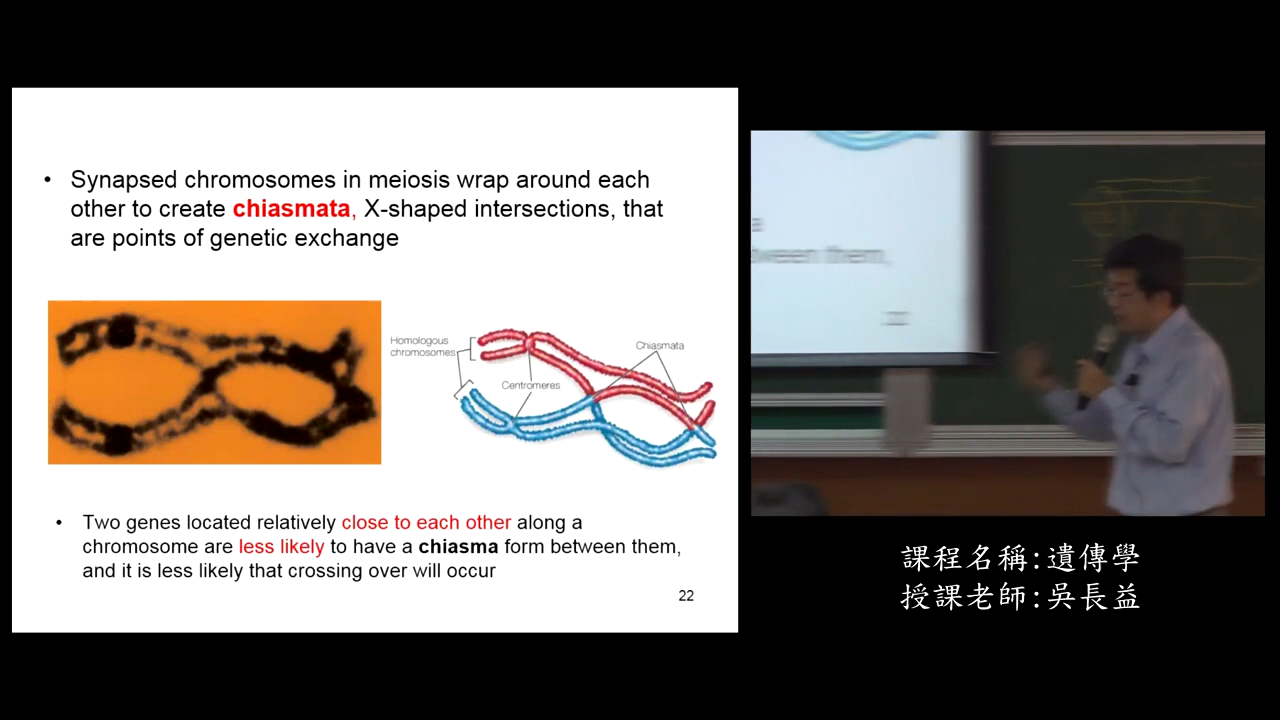 • Synapsed chromosomes in meiosis wrap around each
other to create chiasmata, X-shaped intersections, that
are points of genetic exchange
Homologous
chromosomes
Centromeres
Chiasmata
• Two genes located relatively close to each other along a
chromosome are less likely to have a chiasma form between them,
and it is less likely that crossing over will occur
22
ween them,
課程名稱:遺傳學
授課老師:吳長益